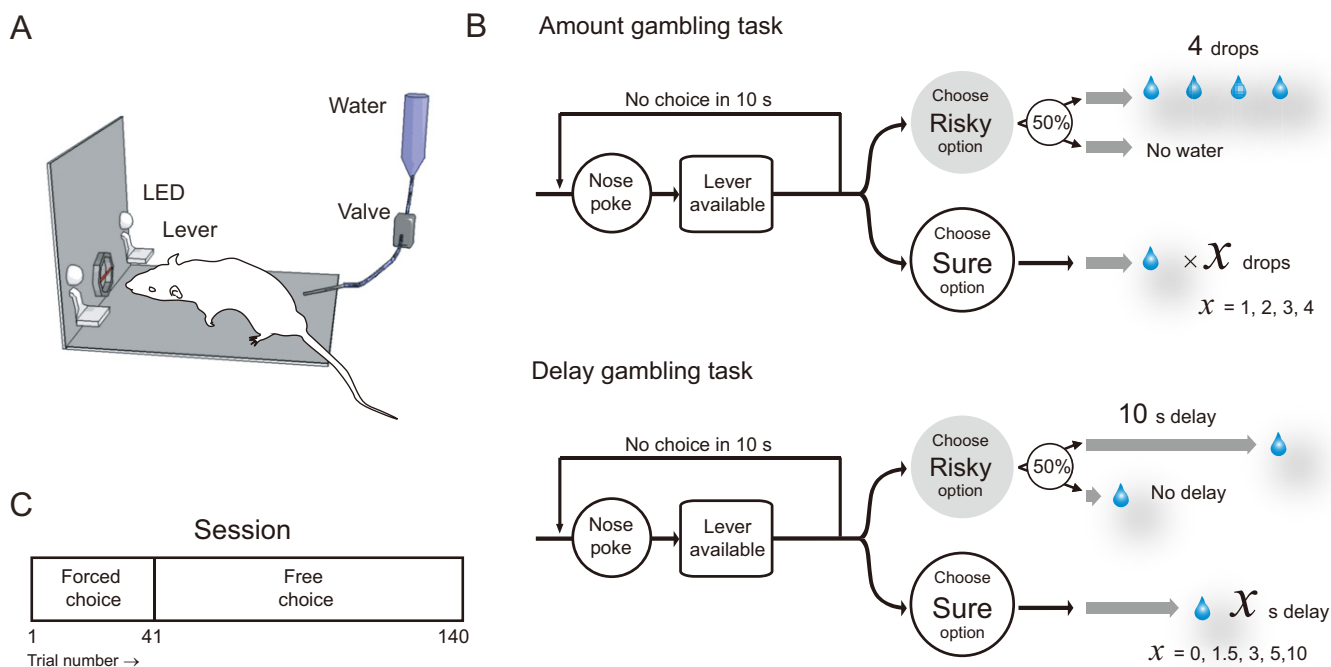 A
Water
LED
Valve
Lever
B
Amount gambling task
4 drops
No choice in 10 s
Choose
Risky
option
50%
No water
Nose
poke
Lever
available
Choose
Sure
option
× x drops
x = 1, 2, 3, 4
Delay gambling task
10 s delay
No choice in 10 s
Choose
Risky
option
50%
No delay
Nose
poke
Lever
available
Choose
Sure
option
x s delay
x = 0, 1.5, 3, 5,10
C
Session
Forced
choice
Free
choice
1 41 140
Trial number →